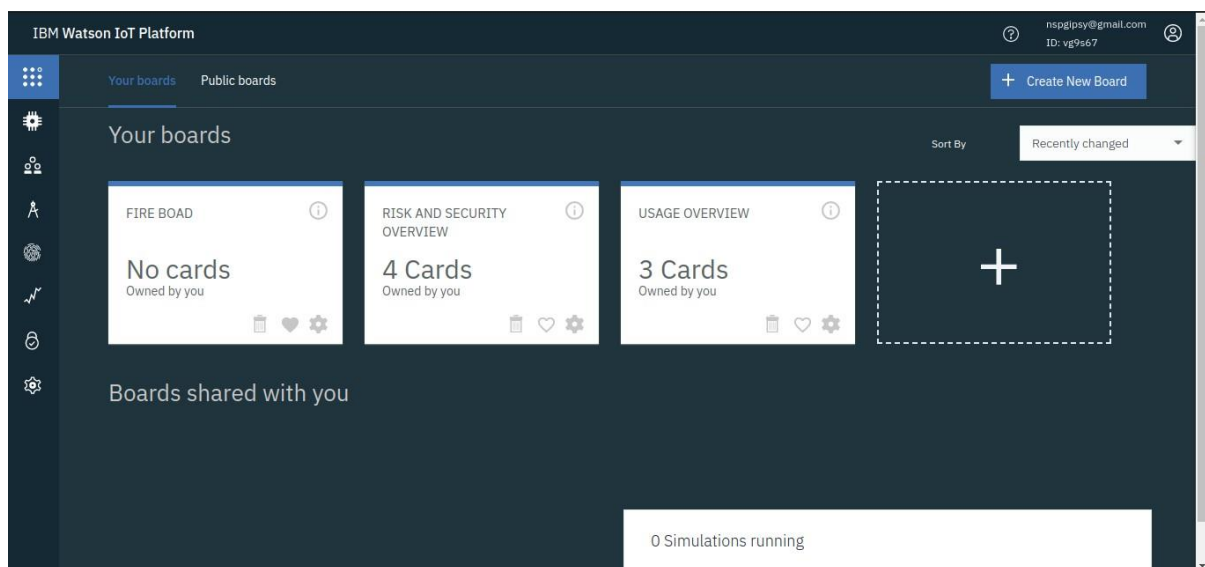 IBM Watson IoT Platform
nspgipsy@gmail.com
ID: vg9s67
Your boards
Public boards
Create New Board
Your boards
Sort By
Recently changed
FIRE BOAD
No cards
Owned by you
RISK AND SECURITY
OVERVIEW
4 Cards
Owned by you
USAGE OVERVIEW
3 Cards
Owned by you
Boards shared with you
0 Simulations running